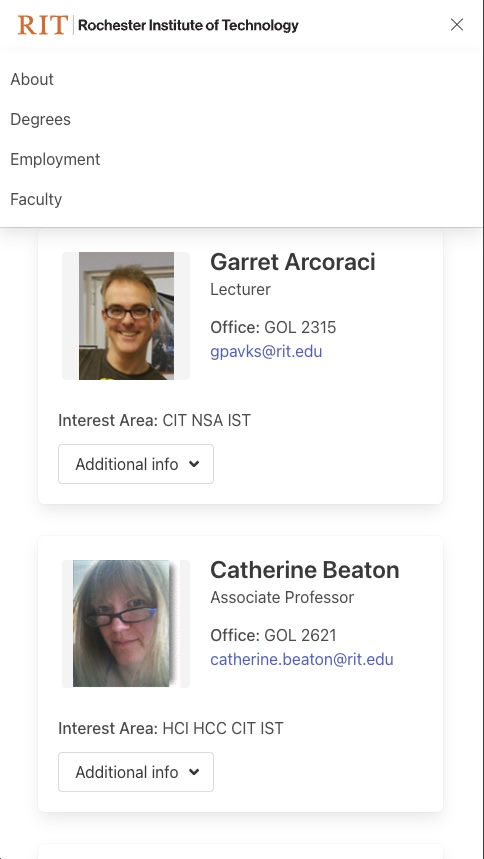 RIT Rochester Institute of Technology
About
Degrees
Employment
Faculty
Garret Arcoraci
Lecturer
Office: GOL 2315
gpavks@rit.edu
Interest Area: CIT NSA IST
Additional info
Catherine Beaton
Associate Professor
Office: GOL 2621
catherine.beaton@rit.edu
Interest Area: HCI HCC CIT IST
Additional info